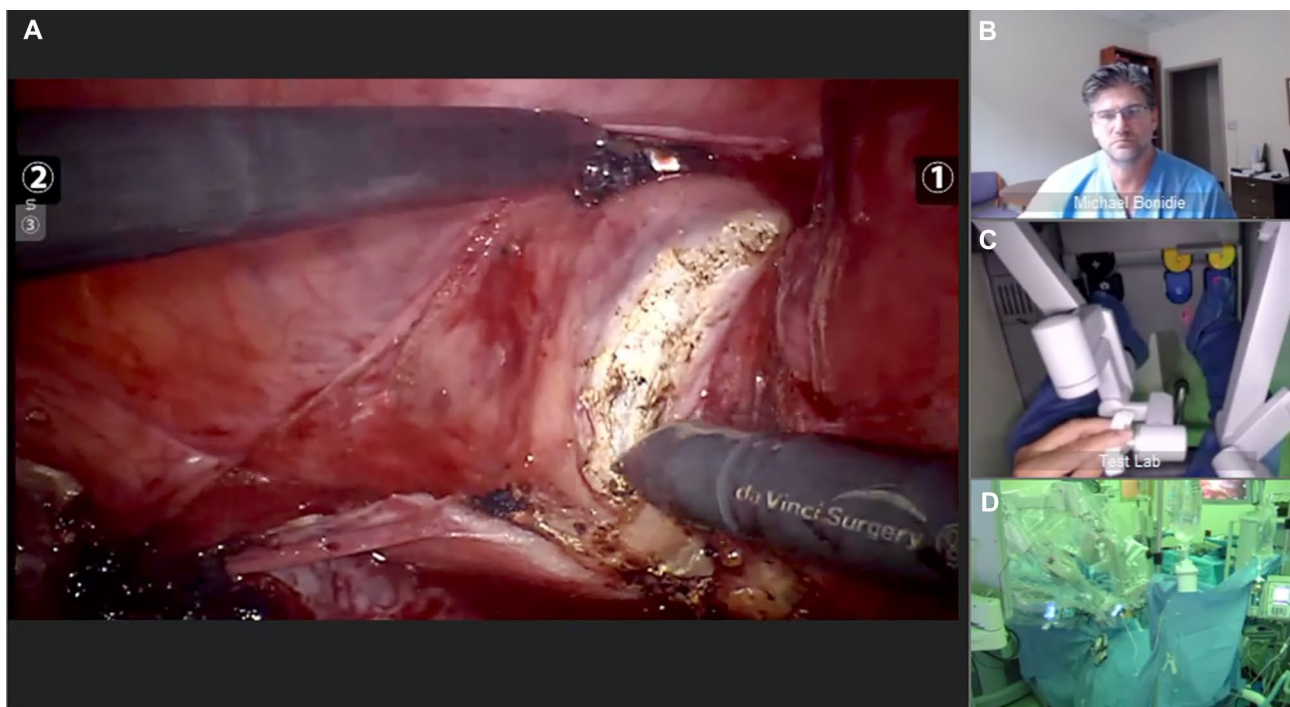 A
②
S
③
①
da Vinci Surgery
B
Michael Bonidie
C
Test Lab
D